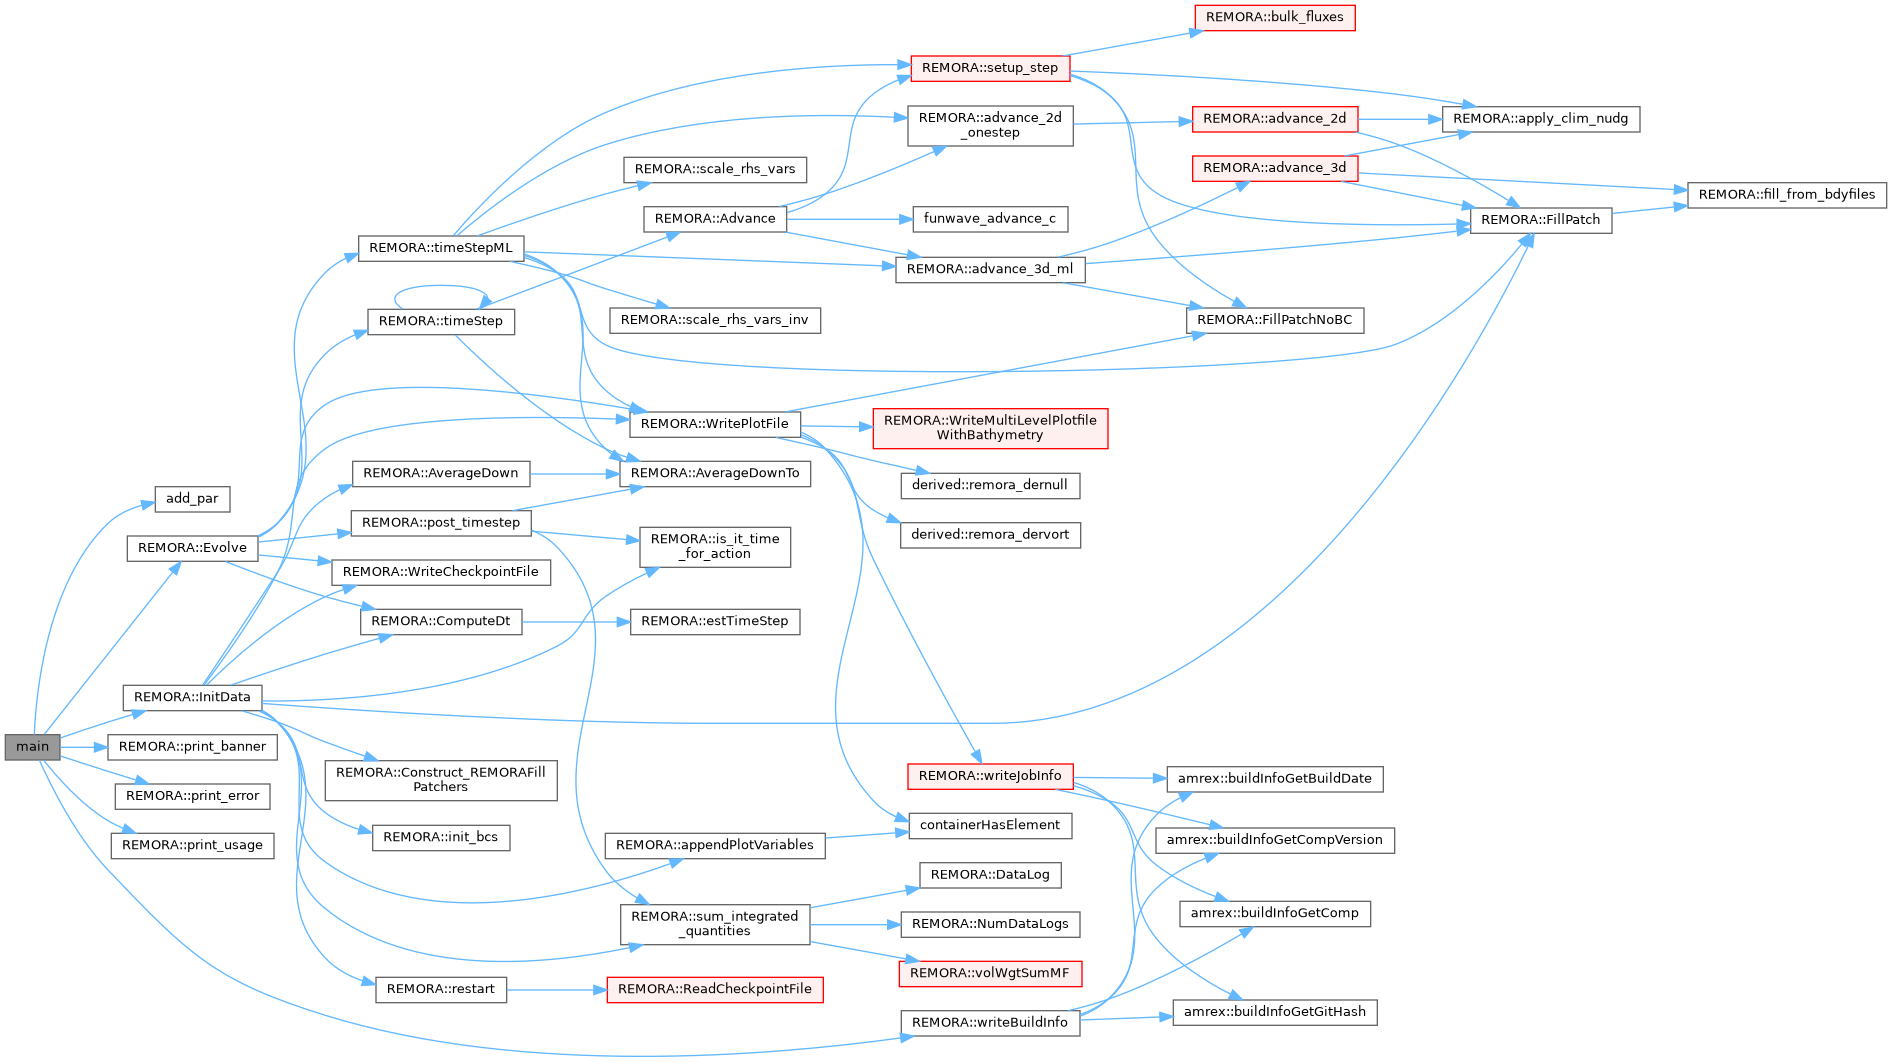 REMORA::bulk_fluxes
REMORA::setup_step
REMORA::advance_2d
_onestep
REMORA::advance_2d
REMORA::apply_clim_nudg
REMORA::scale_rhs_vars
REMORA::advance_3d
REMORA::fill_from_bdyfiles
REMORA::Advance
funwave_advance_c
REMORA::FillPatch
REMORA::timeStepML
REMORA::advance_3d_ml
REMORA::timeStep
REMORA::scale_rhs_vars_inv
REMORA::FillPatchNoBC
REMORA::WritePlotFile
REMORA::WriteMultiLevelPlotfile
WithBathymetry
REMORA::AverageDown
REMORA::AverageDownTo
derived::remora_dernull
add_par
REMORA::post_timestep
derived::remora_dervort
REMORA::Evolve
REMORA::is_it_time
_for_action
REMORA::WriteCheckpointFile
REMORA::ComputeDt
REMORA::estTimeStep
REMORA::InitData
main
REMORA::print_banner
REMORA::Construct_REMORAFill
Patchers
REMORA::writeJobInfo
amrex::buildInfoGetBuildDate
REMORA::print_error
REMORA::init_bcs
containerHasElement
amrex::buildInfoGetCompVersion
REMORA::print_usage
REMORA::appendPlotVariables
REMORA::DataLog
REMORA::sum_integrated
_quantities
REMORA::NumDataLogs
amrex::buildInfoGetComp
REMORA::volWgtSumMF
REMORA::restart
REMORA::ReadCheckpointFile
REMORA::writeBuildInfo
amrex::buildInfoGetGitHash